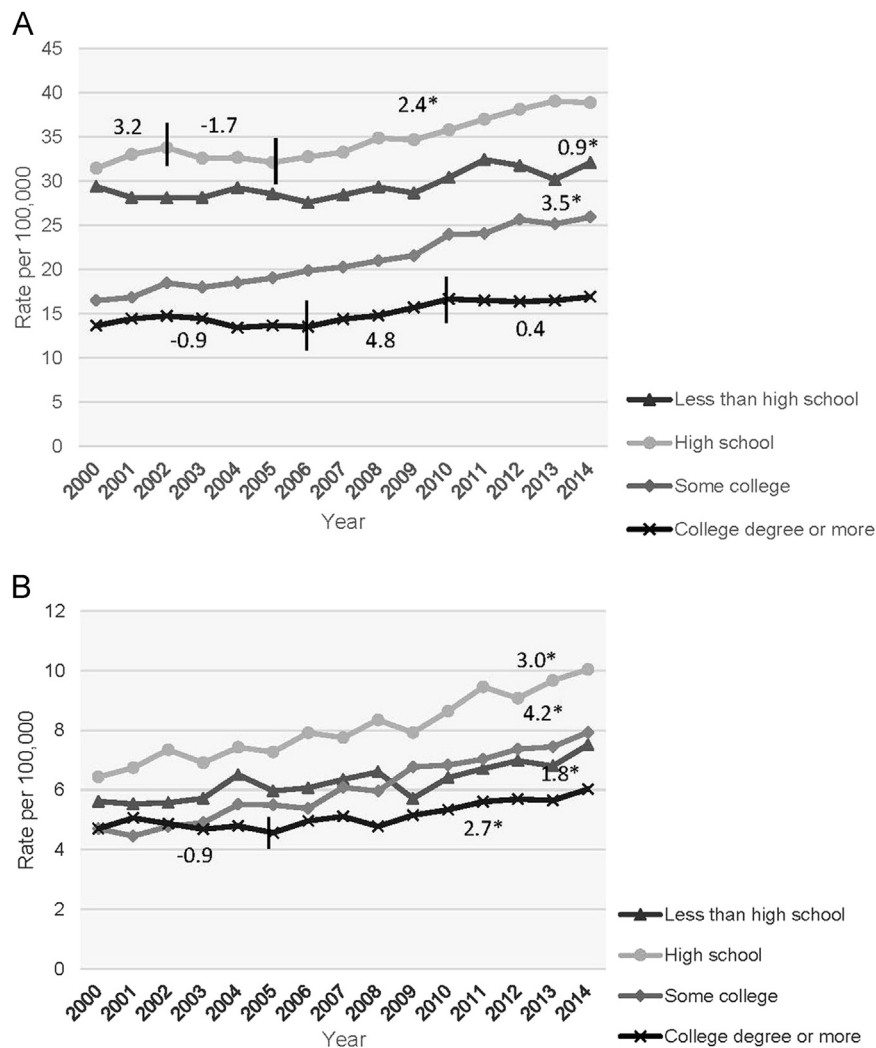 A
45
40
35
30
25
20
15
10
5
0
Rate per 100,000
3.2
-1.7
2.4*
0.9*
3.5*
-0.9
4.8
0.4
2000 2001 2002 2003 2004 2005 2006 2007 2008 2009 2010 2011 2012 2013 2014
Year
Less than high school
High school
Some college
College degree or more
B
12
10
8
6
4
2
0
Rate per 100,000
3.0*
4.2*
1.8*
2.7*
-0.9
2000 2001 2002 2003 2004 2005 2006 2007 2008 2009 2010 2011 2012 2013 2014
Year
Less than high school
High school
Some college
College degree or more